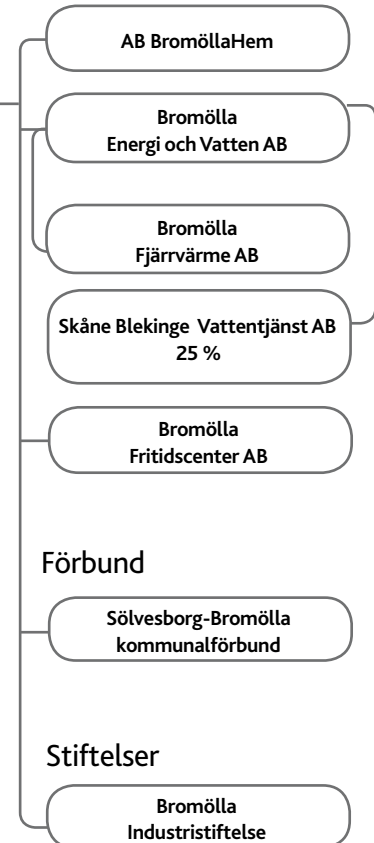 AB BromöllaHem
Bromölla
Energi och Vatten AB
Bromölla
Fjärrvärme AB
Skåne Blekinge Vattentjänst AB
25 %
Bromölla
Fritidscenter AB
Förbund
Sölvesborg-Bromölla
kommunalförbund
Stiftelser
Bromölla
Industristiftelse